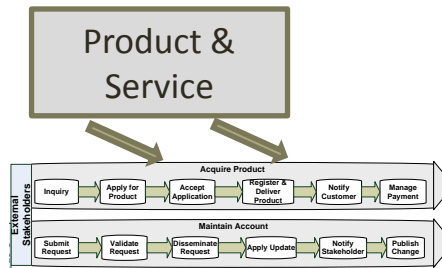 Product &
Service
External
Stakeholders
Acquire Product
Inquiry
Apply for
Product
Accept
Application
Register &
Deliver
Product
Notify
Customer
Manage
Payment
Maintain Account
Submit
Request
Validate
Request
Disseminate
Request
Apply Update
Notify
Stakeholder
Publish
Change